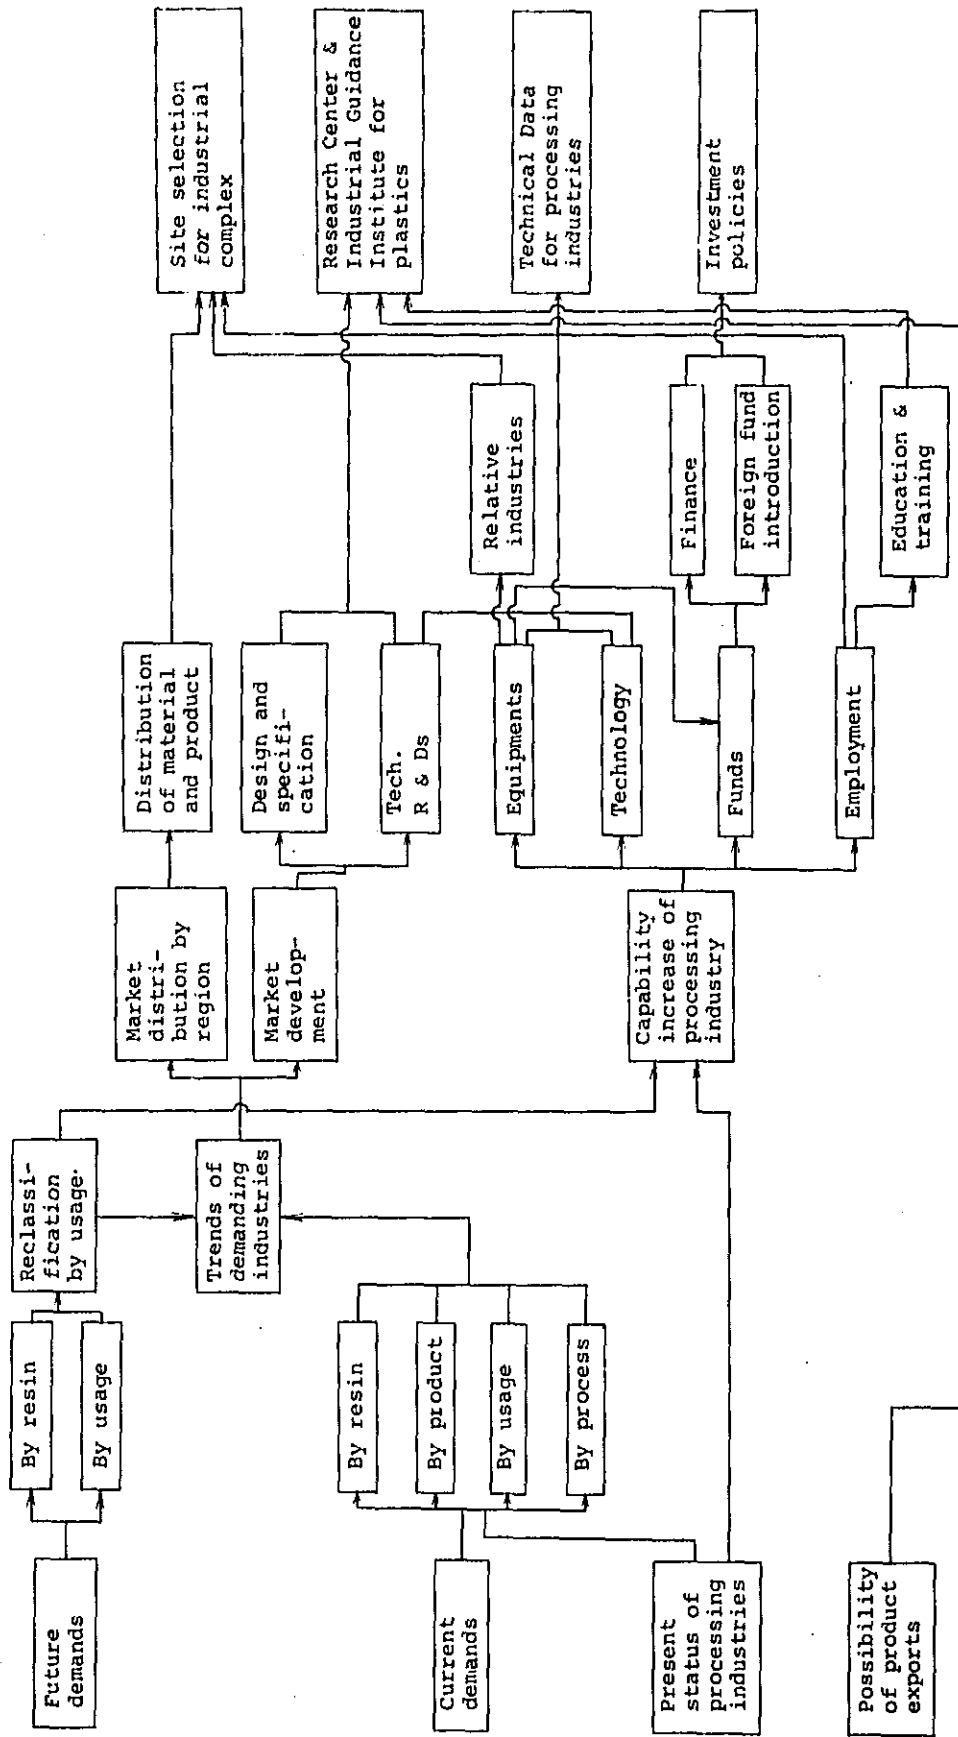 Future
demands
Current
demands
Present
status of
processing
industries
Possibility
of product
exports
By resin
By usage
By resin
By product
By usage
By process
Reclassi-
fication
by usage.
Trends of
demanding
industries
Market
distri-
bution by
region
Market
develop-
ment
Capability
increase of
processing
industry
Distribution
of material
and product
Design and
specifi-
cation
Tech.
R & Ds
Equipments
Technology
Funds
Employment
Relative
industries
Finance
Foreign fund
introduction
Education &
training
Site selection
for industrial
complex
Research Center &
Industrial Guidance
Institute for
plastics
Technical Data
for processing
industries
Investment
policies